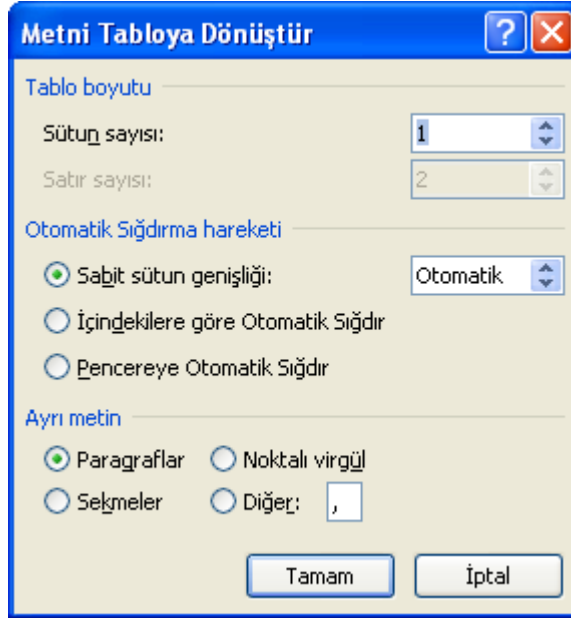 Metni Tabloya Dönüştür
Tablo boyutu
Sütun sayısı: 1
Satır sayısı: 2
Otomatik Sığdırma hareketi
Sabit sütun genişliği: Otomatik
İçindekilere göre Otomatik Sığdır
Pencereye Otomatik Sığdır
Ayrı metin
Paragraflar Noktalı virgül
Sekmeler Diğer: ,
Tamam İptal